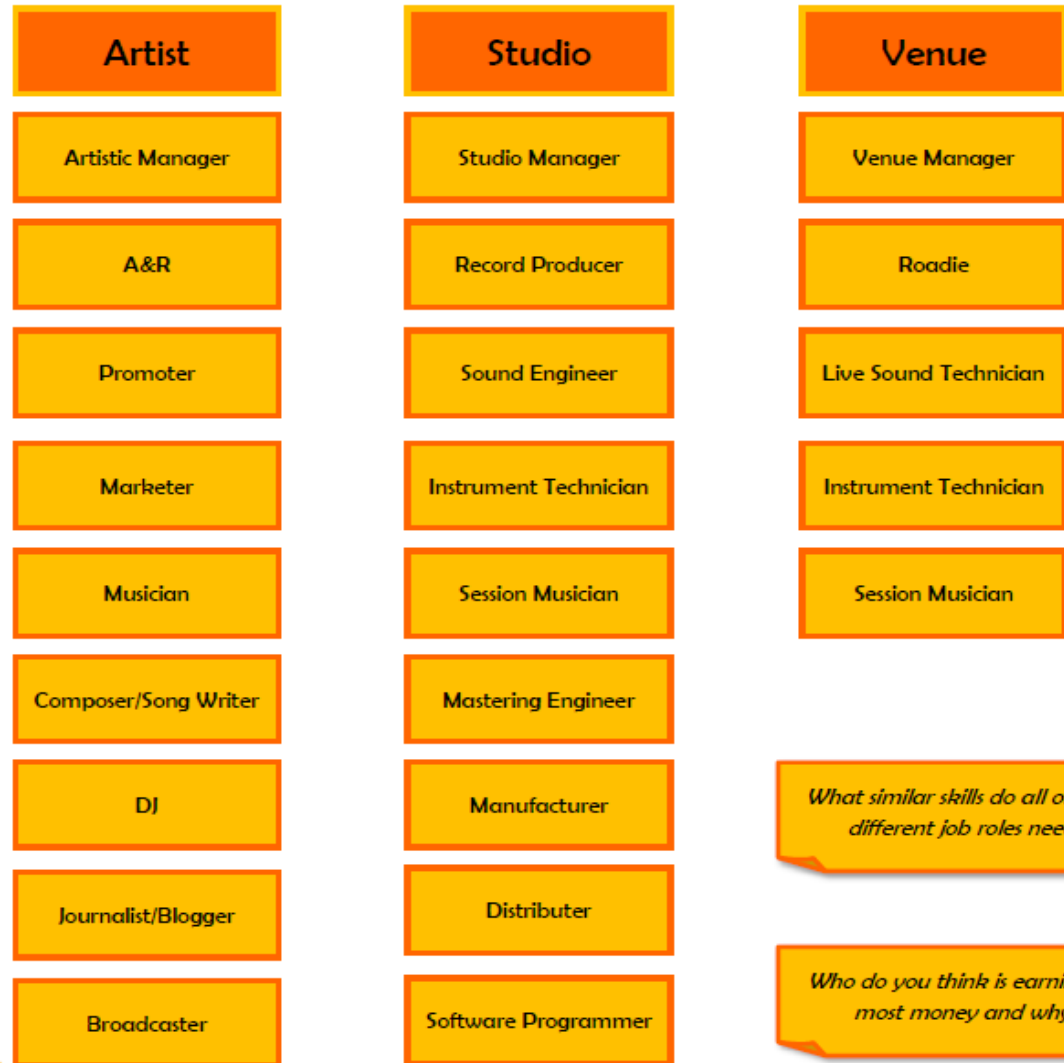 Artist
Artistic Manager
A&R
Promoter
Marketer
Musician
Composer/Song Writer
DJ
Journalist/Blogger
Broadcaster
Studio
Studio Manager
Record Producer
Sound Engineer
Instrument Technician
Session Musician
Mastering Engineer
Manufacturer
Distributer
Software Programmer
Venue
Venue Manager
Roadie
Live Sound Technician
Instrument Technician
Session Musician
What similar skills do all
different job roles
Who do you think is
most money and